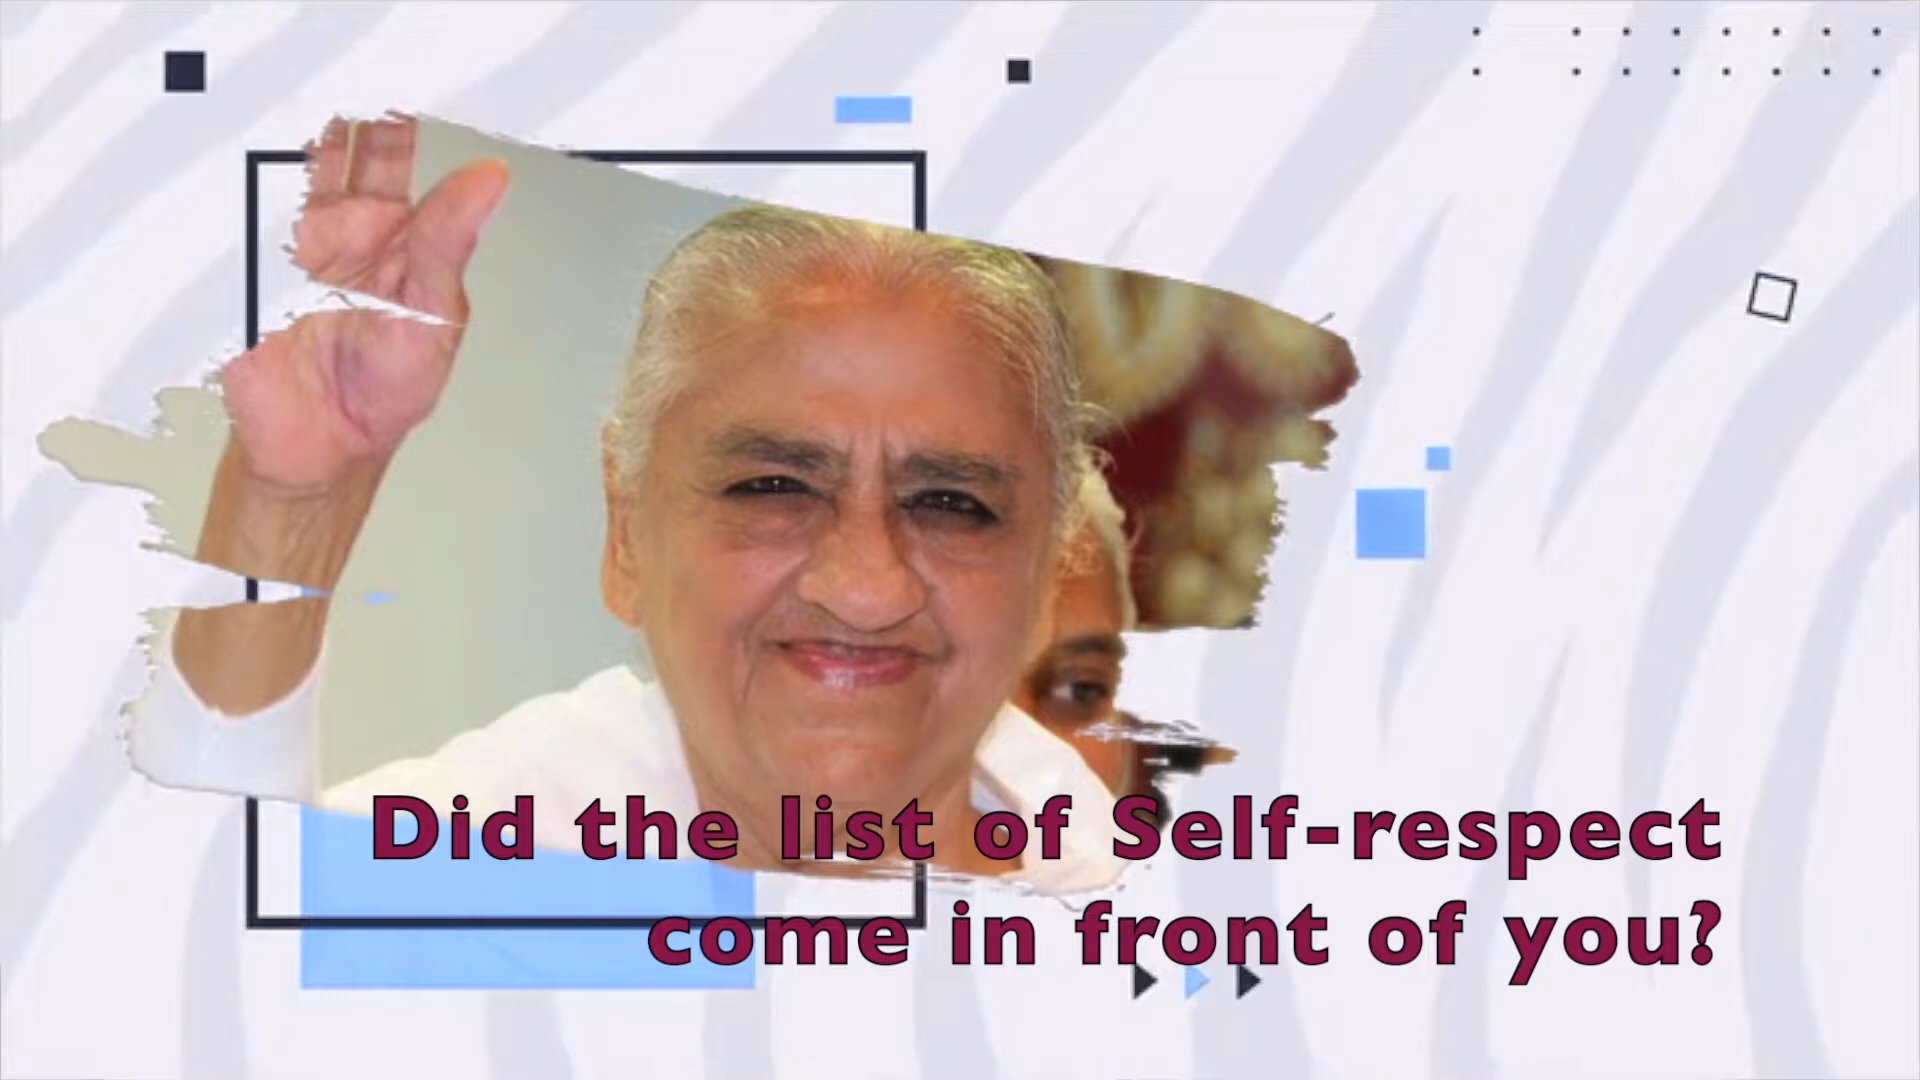 Did the list of Self-respect
come in front of you?